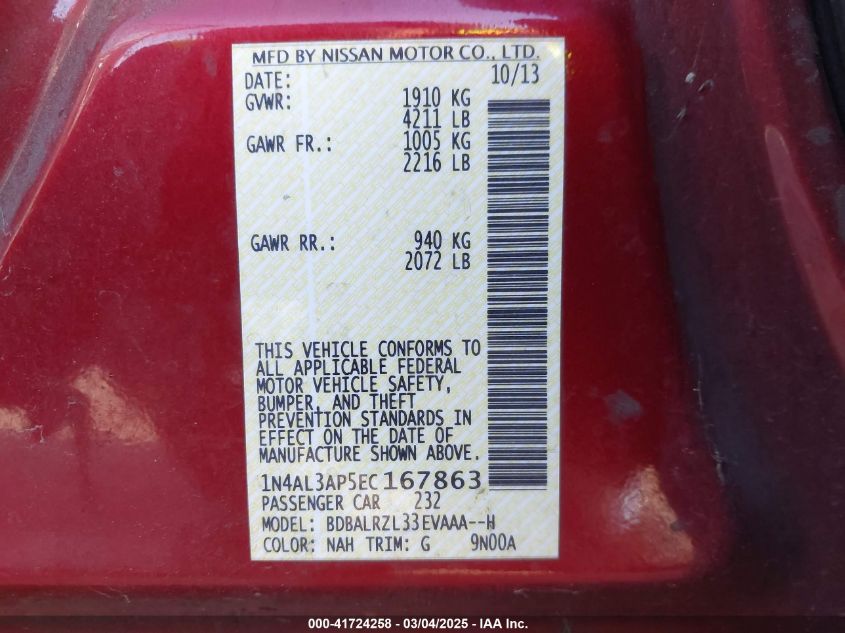 MFD BY NISSAN MOTOR CO., LTD.
DATE: 10/13
GVWR: 1910 KG
4211 LB
GAWR FR.: 1005 KG
2216 LB
GAWR RR.: 940 KG
2072 LB
THIS VEHICLE CONFORMS TO
ALL APPLICABLE FEDERAL
MOTOR VEHICLE SAFETY,
BUMPER, AND THEFT
PREVENTION STANDARDS IN
EFFECT ON THE DATE OF
MANUFACTURE SHOWN ABOVE.
1N4AL3AP5EC167863
PASSENGER CAR 232
MODEL: BDBALRZL33EVAAA--H
COLOR: NAH TRIM: G 9N00A
000-41724258 - 03/04/2025 - IAA Inc.